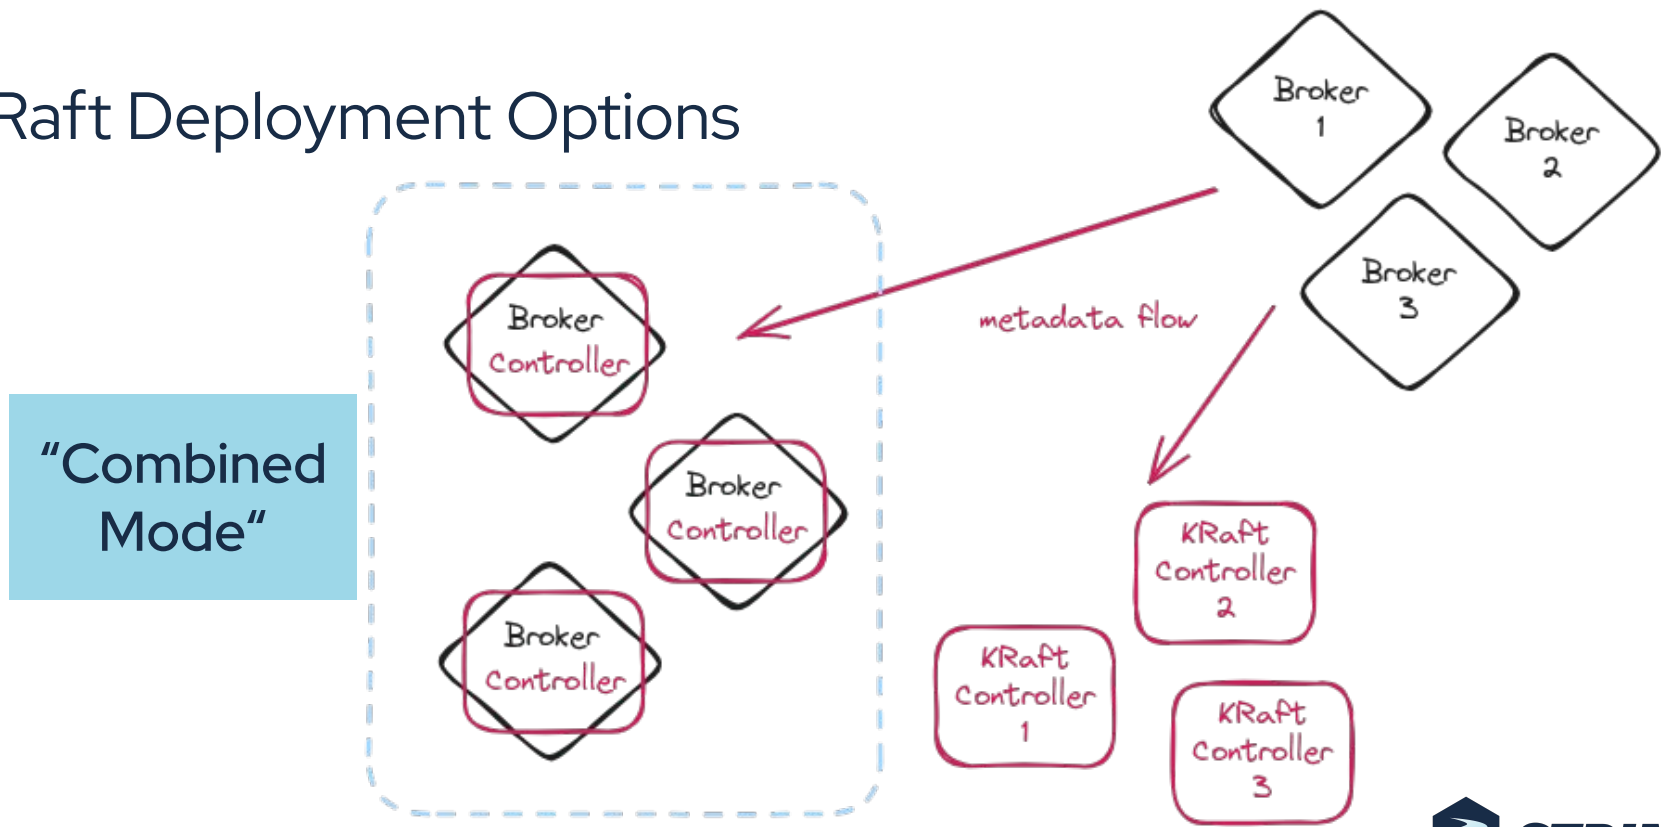 Raft Deployment Options
Broker
1
Broker
2
Broker
3
metadata flow
Broker
Controller
Broker
Controller
Broker
Controller
“Combined
Mode“
KRaft
Controller
2
KRaft
Controller
1
KRaft
Controller
3